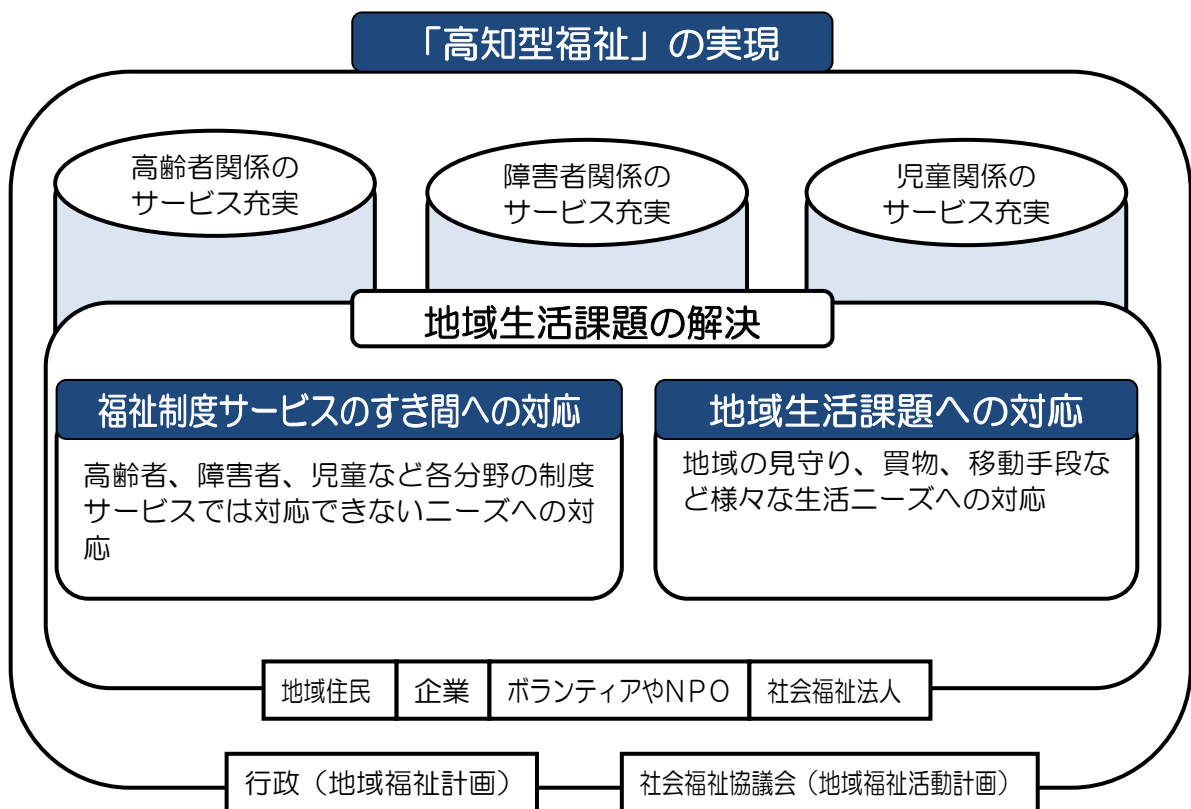 「高知型福祉」の実現
高齢者関係の
サービス充実
障害者関係の
サービス充実
児童関係の
サービス充実
地域生活課題の解決
福祉制度サービスのすき間への対応
高齢者、障害者、児童など各分野の制度
サービスでは対応できないニーズへの対
応
地域生活課題への対応
地域の見守り、買物、移動手段な
ど様々な生活ニーズへの対応
地域住民
企業
ボランティアやNPO
社会福祉法人
行政（地域福祉計画）
社会福祉協議会（地域福祉活動計画）